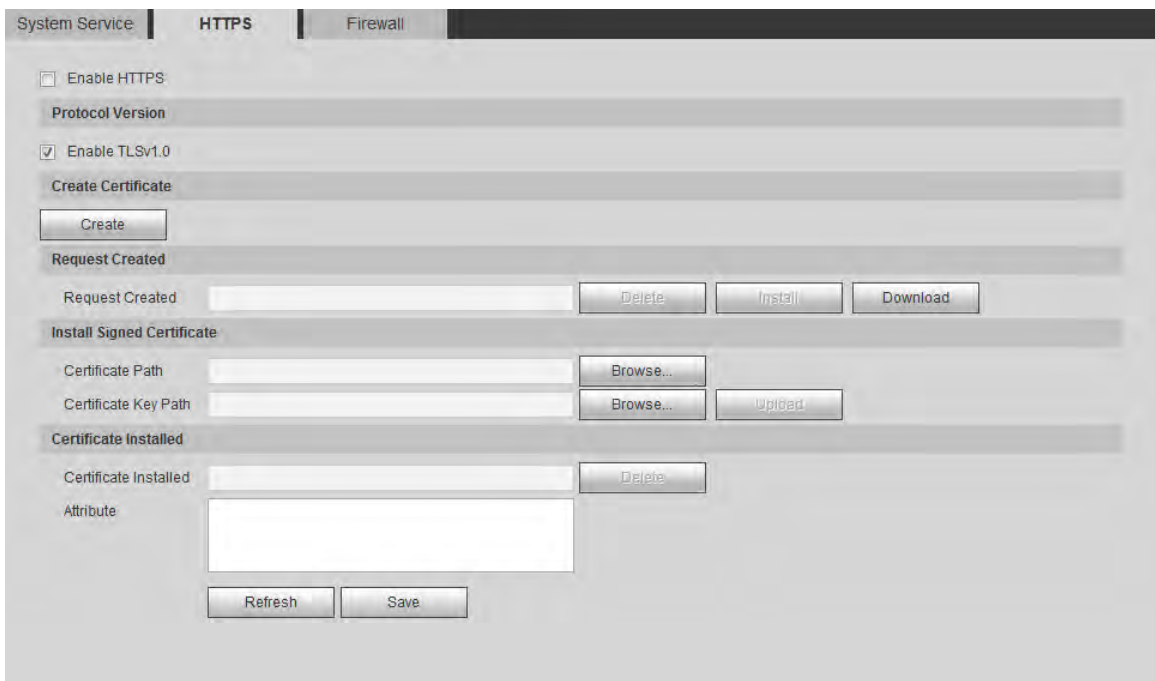 System Service HTTPS Firewall
Enable HTTPS
Protocol Version
Enable TLSv1.0
Create Certificate
Create
Request Created
Request Created Delete Install Download
Install Signed Certificate
Certificate Path Browse...
Certificate Key Path Browse... Upload
Certificate Installed
Certificate Installed Delete
Attribute
Refresh Save